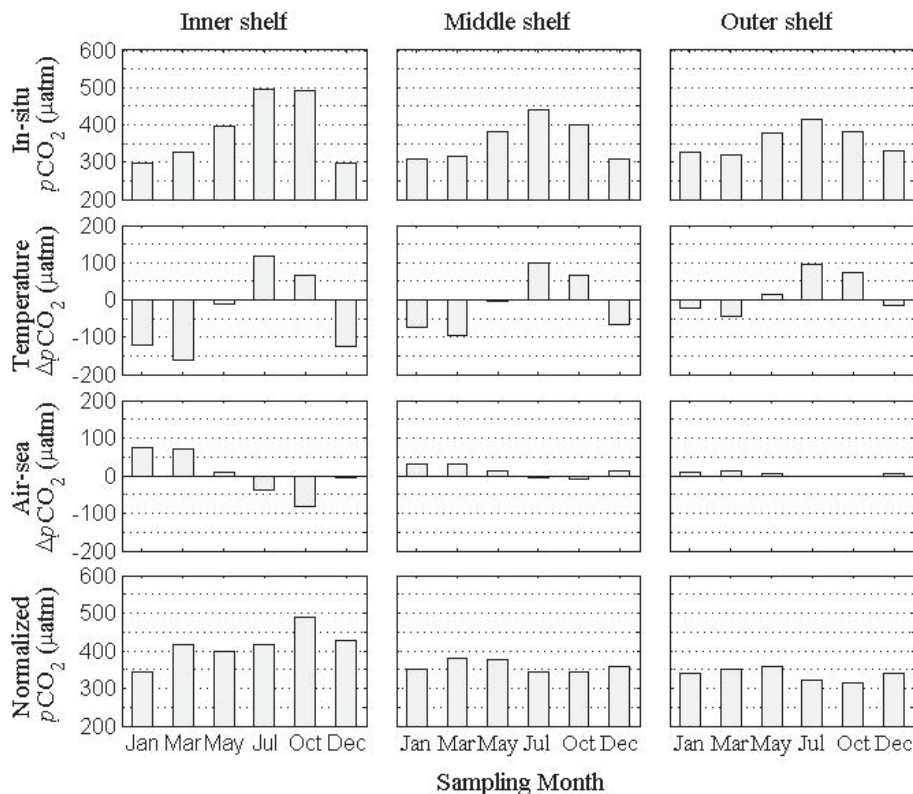 Inner shelf
Middle shelf
Outer shelf
In-situ
pCO₂ (μatm)
600
500
400
300
200
Temperature
ΔpCO₂ (μatm)
200
100
0
-100
-200
Air-sea
ΔpCO₂ (μatm)
200
100
0
-100
-200
Normalized
pCO₂ (μatm)
600
500
400
300
200
Jan Mar May Jul Oct Dec
Jan Mar May Jul Oct Dec
Jan Mar May Jul Oct Dec
Sampling Month